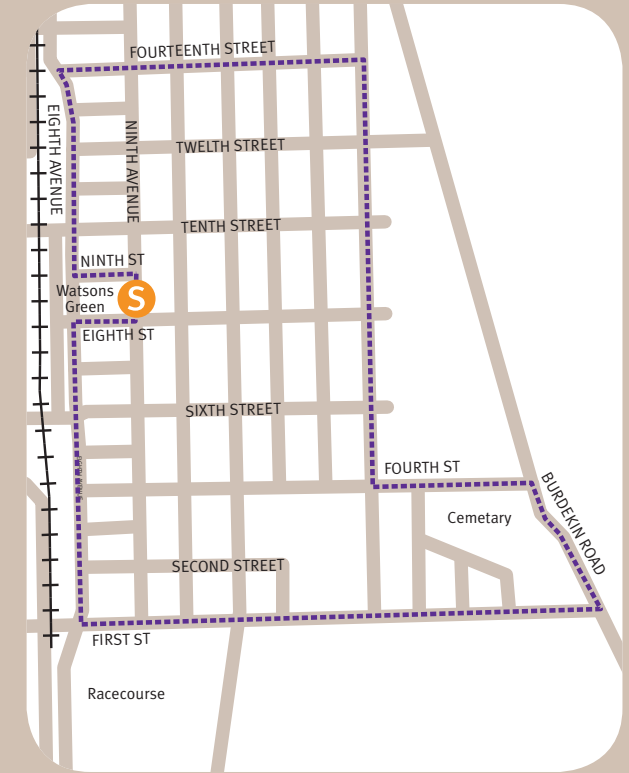 FOURTEENTH STREET
EIGHTH AVENUE
NINTH AVENUE
TWELTH STREET
TENTH STREET
NINTH ST
Watsons
Green
S
EIGHTH ST
SIXTH STREET
FOURTH ST
BURDEKIN ROAD
Cemetary
SECOND STREET
FIRST ST
Racecourse